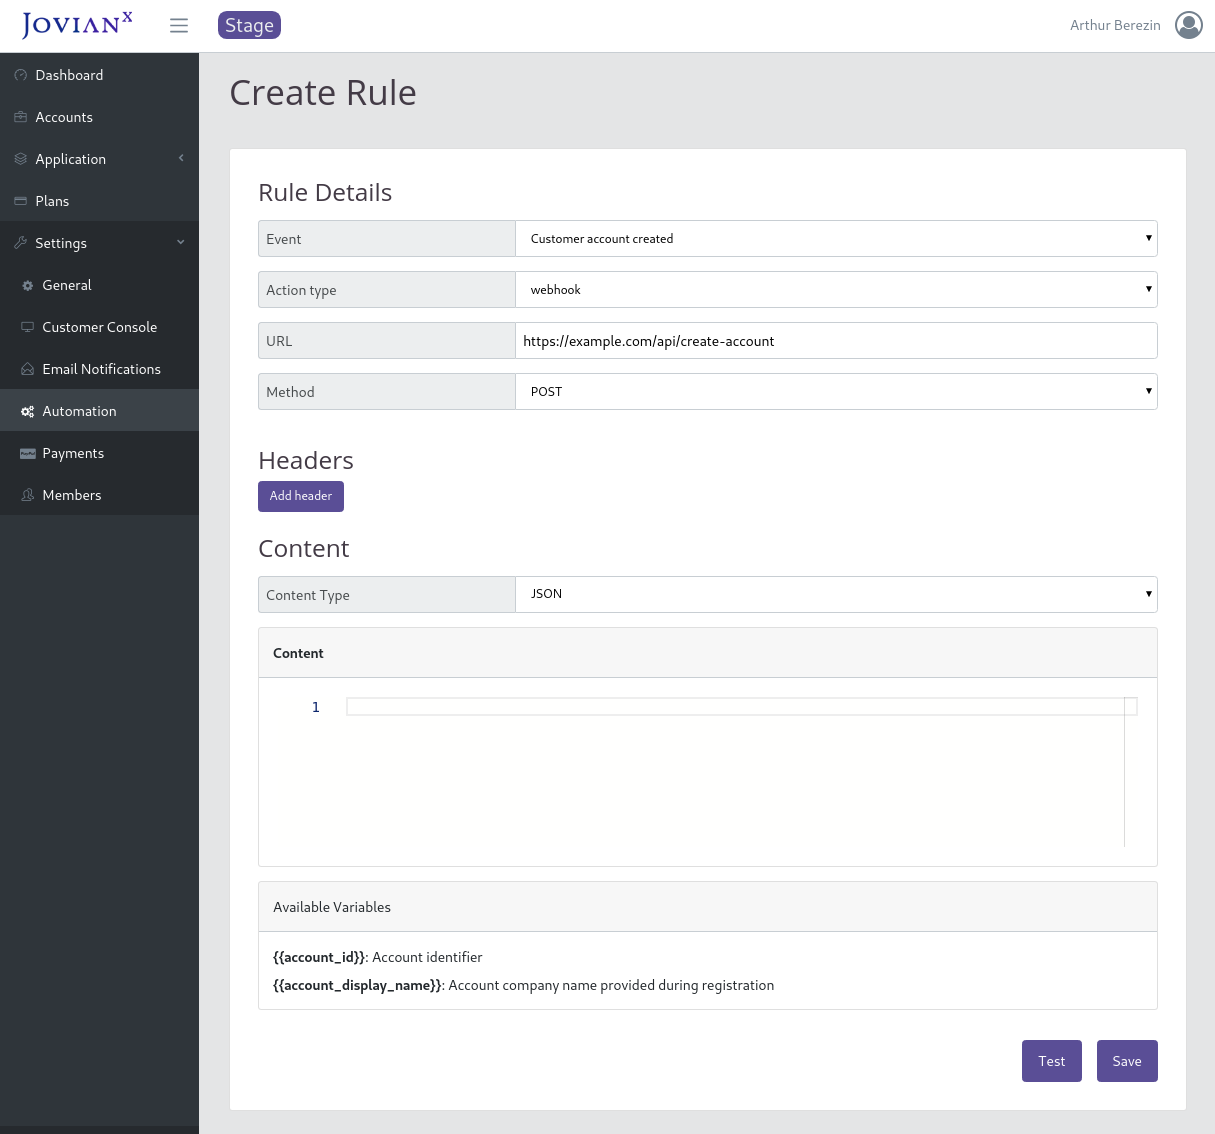 JOVIANX
Stage
Arthur Berezin
Dashboard
Accounts
Application
Plans
Settings
General
Customer Console
Email Notifications
Automation
Payments
Members
Create Rule
Rule Details
Event Customer account created
Action type webhook
URL https://example.com/api/create-account
Method POST
Headers
Add header
Content
Content Type JSON
Content
1
Available Variables
{{account_id}}: Account identifier
{{account_display_name}}: Account company name provided during registration
Test Save